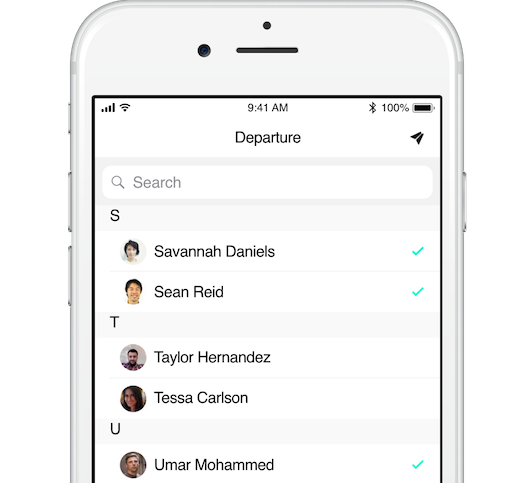 9:41 AM
100%
Departure
Search
S
Savannah Daniels
Sean Reid
T
Taylor Hernandez
Tessa Carlson
U
Umar Mohammed